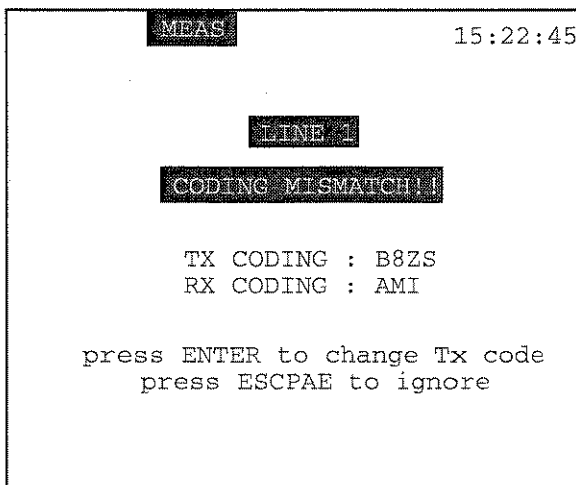 MEAS 15:22:45
LINE 1
CODING MISMATCH!!
TX CODING : B8ZS
RX CODING : AMI
press ENTER to change Tx code
press ESCPAE to ignore